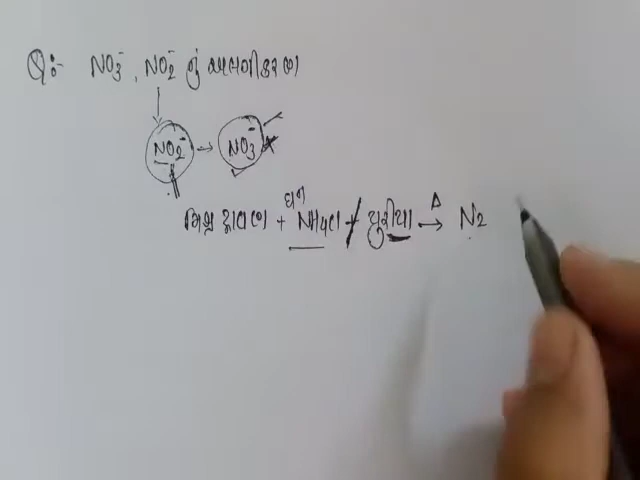 Q:- NO3⁻, NO2⁻ નું અલગીકરણ
NO2⁻ → NO3⁻
મિશ્ર દ્રાવણ + ઘન NH4Cl / યુરીયા Δ→ N2